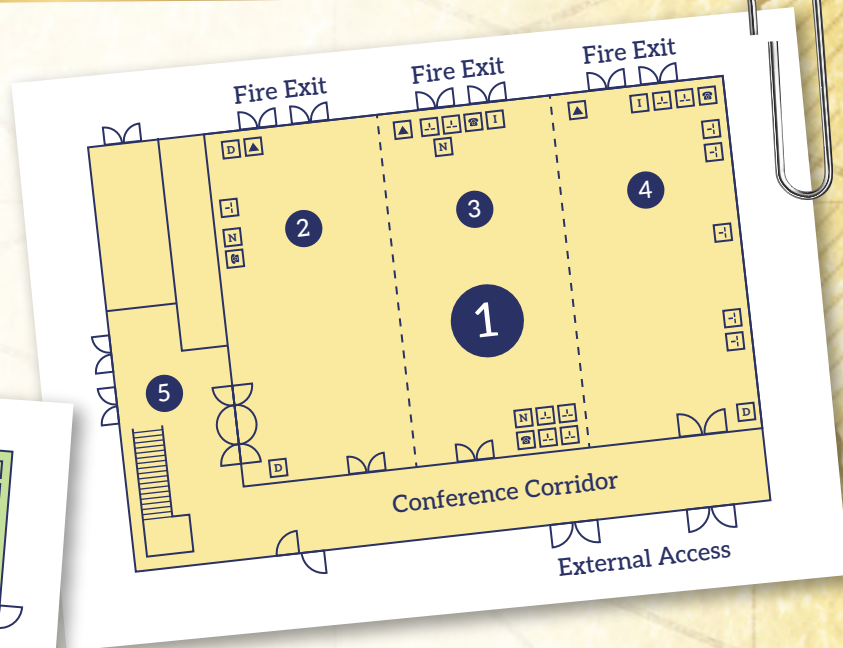 Fire Exit
Fire Exit
Fire Exit
D
I
I
N
N
2
3
4
1
5
N
D
D
Conference Corridor
External Access